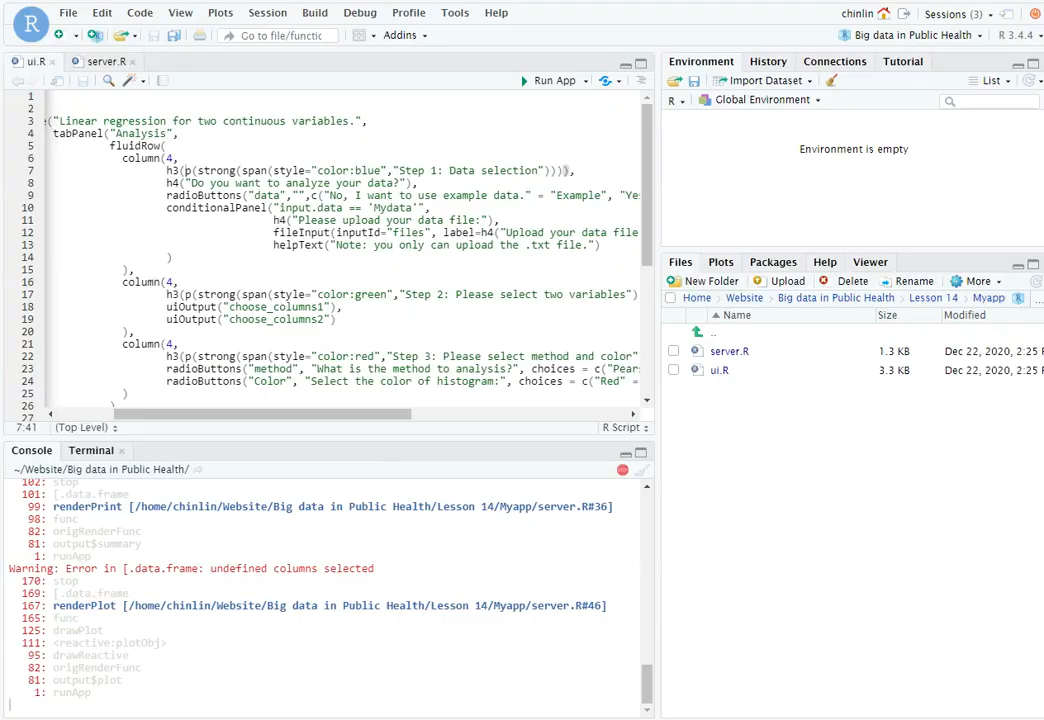 R
File Edit Code View Plots Session Build Debug Profile Tools Help
chinlin Sessions (3)
Go to file/functic Addins
Big data in Public Health R 3.4.4
ui.R server.R
Run App
1
2
3 e("Linear regression for two continuous variables.",
4 tabPanel("Analysis",
5 fluidRow(
6 column(4,
7 h3(p(strong(span(style="color:blue","Step 1: Data selection")))),
8 h4("Do you want to analyze your data?"),
9 radioButtons("data","",c("No, I want to use example data." = "Example", "Yes
10 conditionalPanel("input.data == 'Mydata'",
11 h4("Please upload your data file:"),
12 fileInput(inputId="files", label=h4("Upload your data file
13 helpText("Note: you only can upload the .txt file.")
14 )
15 ),
16 column(4,
17 h3(p(strong(span(style="color:green","Step 2: Please select two variables")
18 uiOutput("choose_columns1"),
19 uiOutput("choose_columns2")
20 ),
21 column(4,
22 h3(p(strong(span(style="color:red","Step 3: Please select method and color"
23 radioButtons("method", "What is the method to analysis?", choices = c("Pears
24 radioButtons("Color", "Select the color of histogram:", choices = c("Red" =
25 )
26 )
27
7:41 (Top Level) R Script
Console Terminal
~/Website/Big data in Public Health/
102: stop
101: [.data.frame
99: renderPrint [/home/chinlin/Website/Big data in Public Health/Lesson 14/Myapp/server.R#36]
98: func
82: origRenderFunc
81: output$summary
1: runApp
Warning: Error in [.data.frame: undefined columns selected
170: stop
169: [.data.frame
167: renderPlot [/home/chinlin/Website/Big data in Public Health/Lesson 14/Myapp/server.R#46]
165: func
125: drawPlot
111: <reactive:plotObj>
95: drawReactive
82: origRenderFunc
81: output$plot
1: runApp
Environment History Connections Tutorial
Import Dataset List
R Global Environment
Environment is empty
Files Plots Packages Help Viewer
New Folder Upload Delete Rename More
Home Website Big data in Public Health Lesson 14 Myapp R ...
Name Size Modified
..
server.R 1.3 KB Dec 22, 2020, 2:25 P
ui.R 3.3 KB Dec 22, 2020, 2:25 P